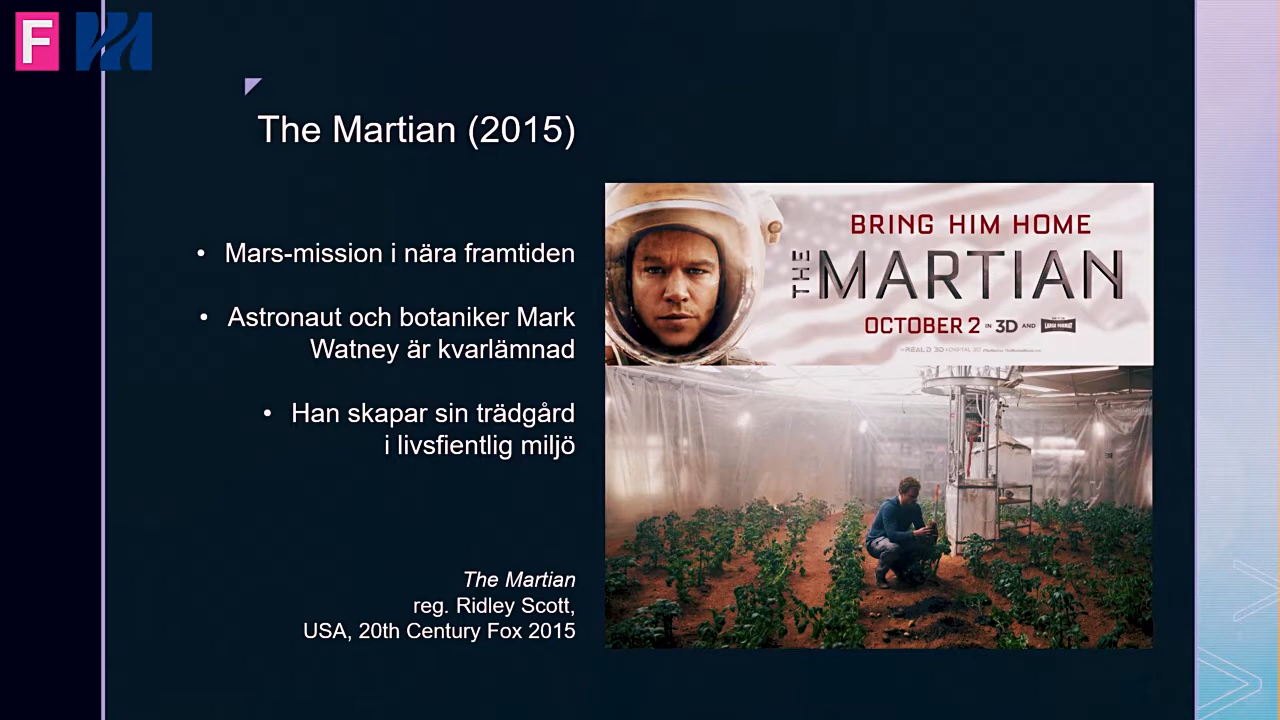 F
The Martian (2015)
• Mars-mission i nära framtiden
• Astronaut och botaniker Mark
Watney är kvarlämnad
• Han skapar sin trädgård
i livsfientlig miljö
The Martian
reg. Ridley Scott,
USA, 20th Century Fox 2015
BRING HIM HOME
THE MARTIAN
OCTOBER 2 IN 3D AND LARGE FORMAT